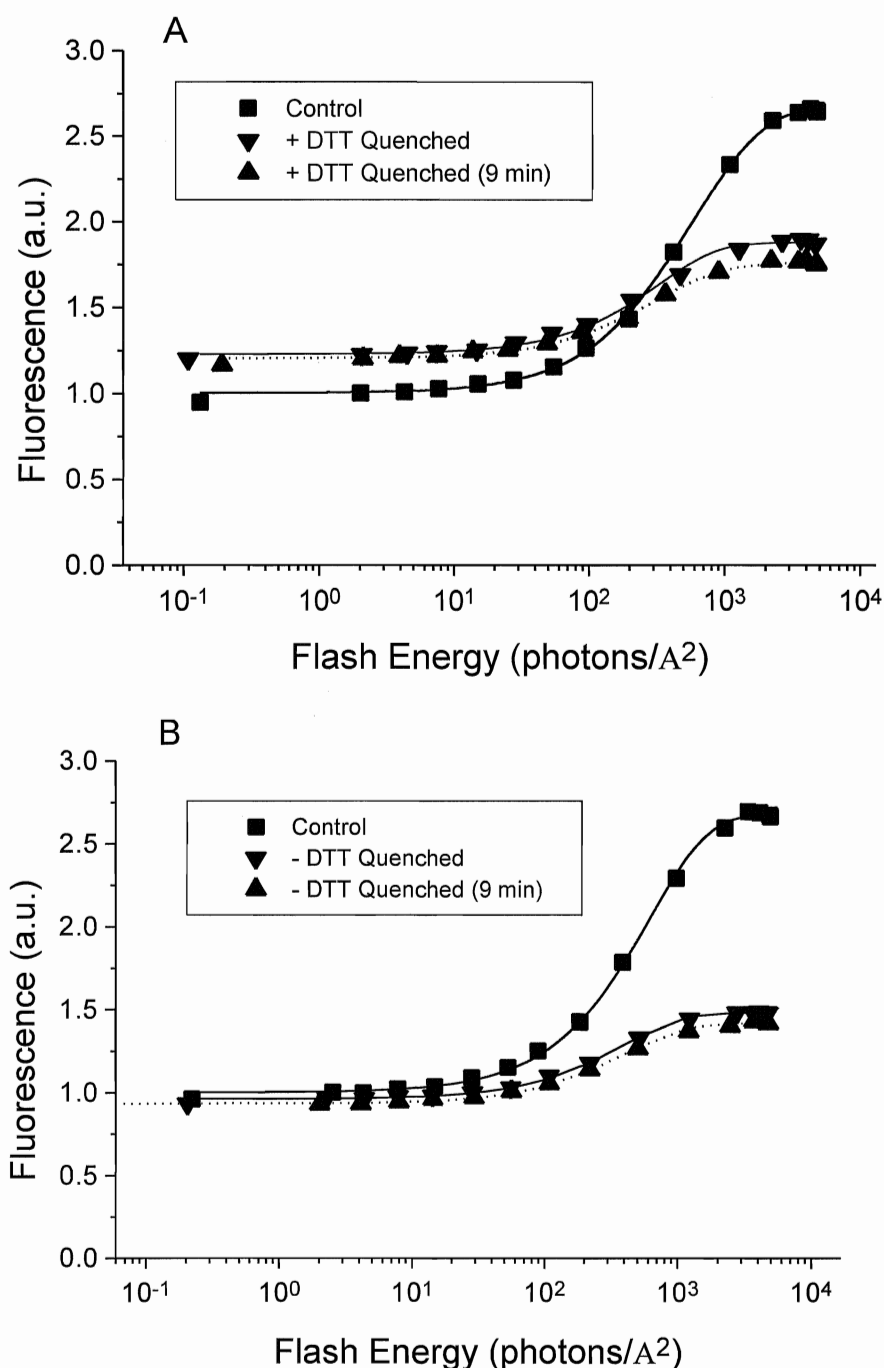 A
3.0
2.5
2.0
1.5
1.0
0.5
0.0
Fluorescence (a.u.)
Control
+ DTT Quenched
+ DTT Quenched (9 min)
10-1 100 101 102 103 104
Flash Energy (photons/A2)
B
3.0
2.5
2.0
1.5
1.0
0.5
0.0
Fluorescence (a.u.)
Control
- DTT Quenched
- DTT Quenched (9 min)
10-1 100 101 102 103 104
Flash Energy (photons/A2)